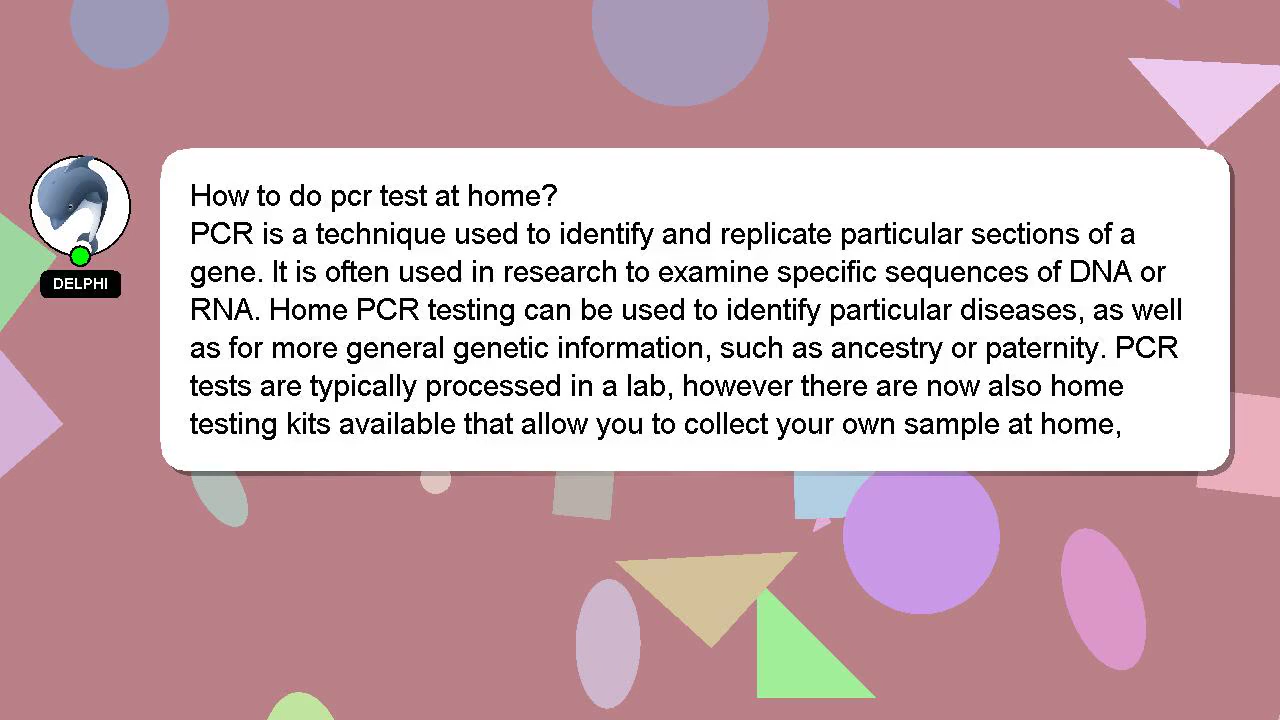 How to do pcr test at home?
PCR is a technique used to identify and replicate particular sections of a
gene. It is often used in research to examine specific sequences of DNA or
RNA. Home PCR testing can be used to identify particular diseases, as well
as for more general genetic information, such as ancestry or paternity. PCR
tests are typically processed in a lab, however there are now also home
testing kits available that allow you to collect your own sample at home,
DELPHI